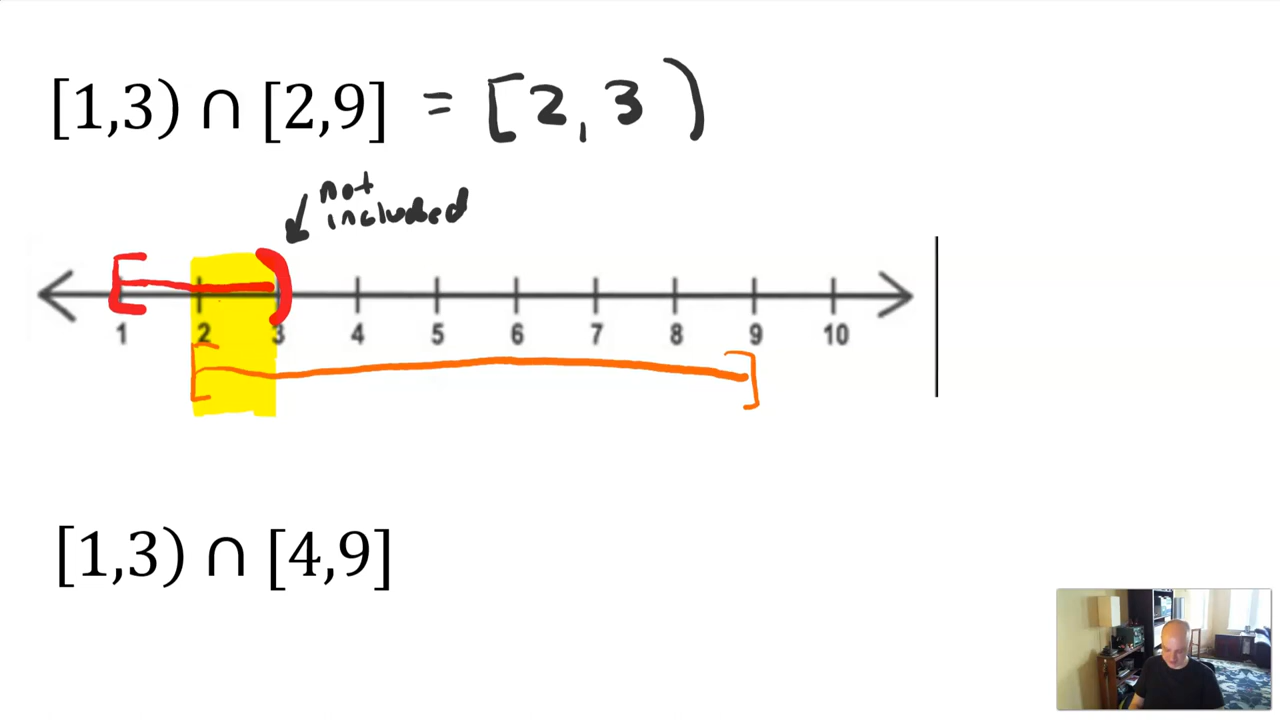 [1,3) ∩ [2,9] = [2,3)
not
included
1 2 3 4 5 6 7 8 9 10
[1,3) ∩ [4,9]